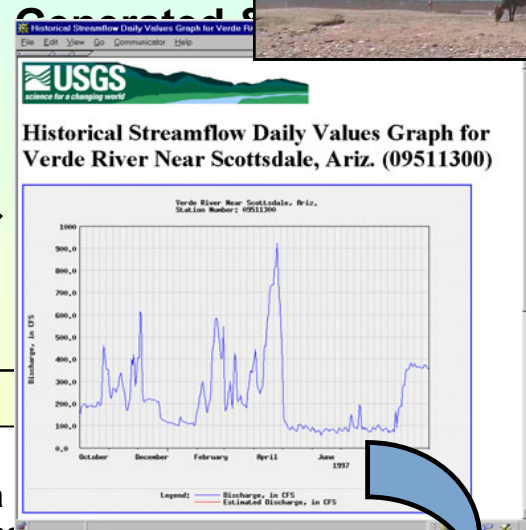 Generated
Historical Streamflow Daily Values Graph for Verde
File Edit View Go Communicator Help
USGS
science for a changing world
Historical Streamflow Daily Values Graph for
Verde River Near Scottsdale, Ariz. (09511300)
Verde River Near Scottsdale, Ariz.
Station Number: 09511300
1000
900.0
800.0
700.0
600.0
500.0
400.0
300.0
200.0
100.0
0.0
Discharge, in CFS
October December February April June
1997
Legend: Discharge, in CFS
Estimated Discharge, in CFS